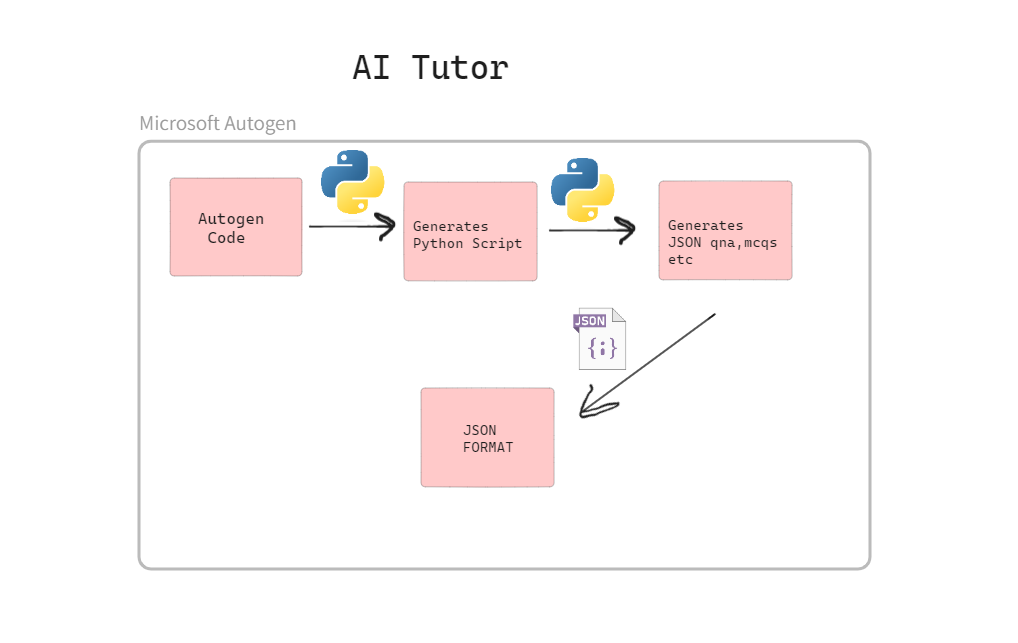 AI Tutor
Microsoft Autogen
Autogen
Code
Generates
Python Script
Generates
JSON qna,mcqs
etc
JSON
{;}
JSON
FORMAT